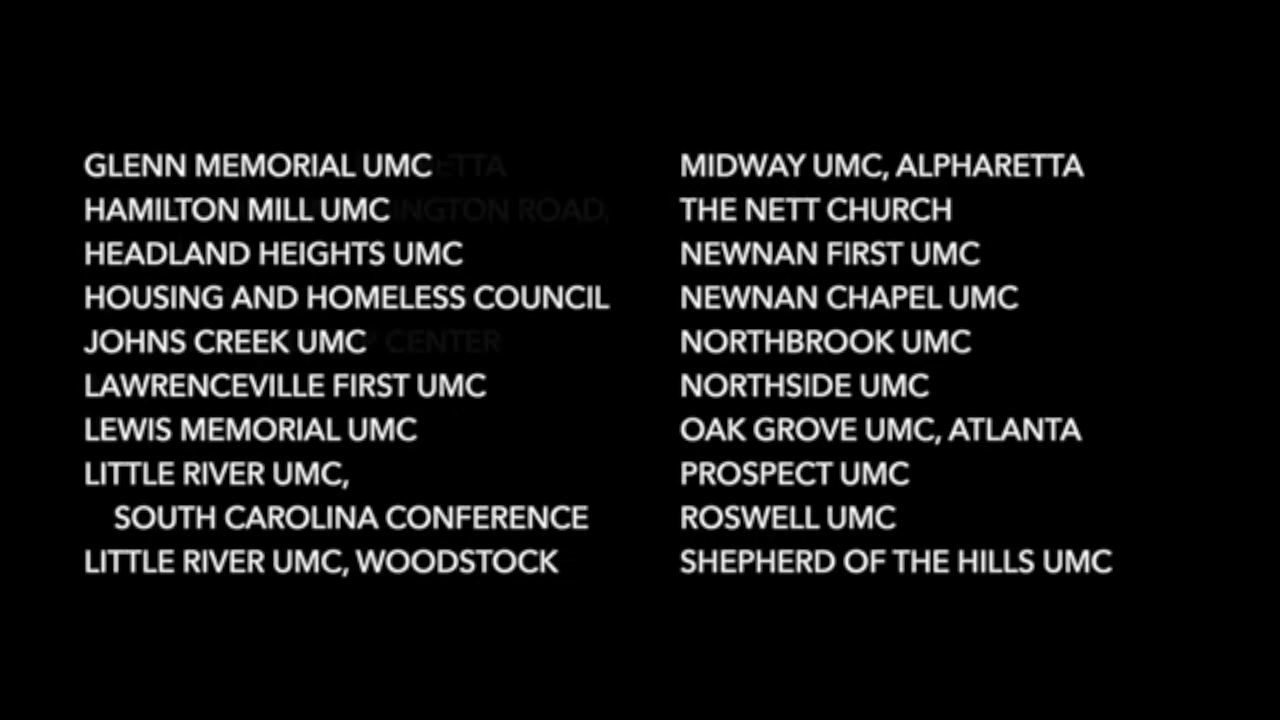 GLENN MEMORIAL UMC
HAMILTON MILL UMC
HEADLAND HEIGHTS UMC
HOUSING AND HOMELESS COUNCIL
JOHNS CREEK UMC
LAWRENCEVILLE FIRST UMC
LEWIS MEMORIAL UMC
LITTLE RIVER UMC,
SOUTH CAROLINA CONFERENCE
LITTLE RIVER UMC, WOODSTOCK
MIDWAY UMC, ALPHARETTA
THE NETT CHURCH
NEWNAN FIRST UMC
NEWNAN CHAPEL UMC
NORTHBROOK UMC
NORTHSIDE UMC
OAK GROVE UMC, ATLANTA
PROSPECT UMC
ROSWELL UMC
SHEPHERD OF THE HILLS UMC